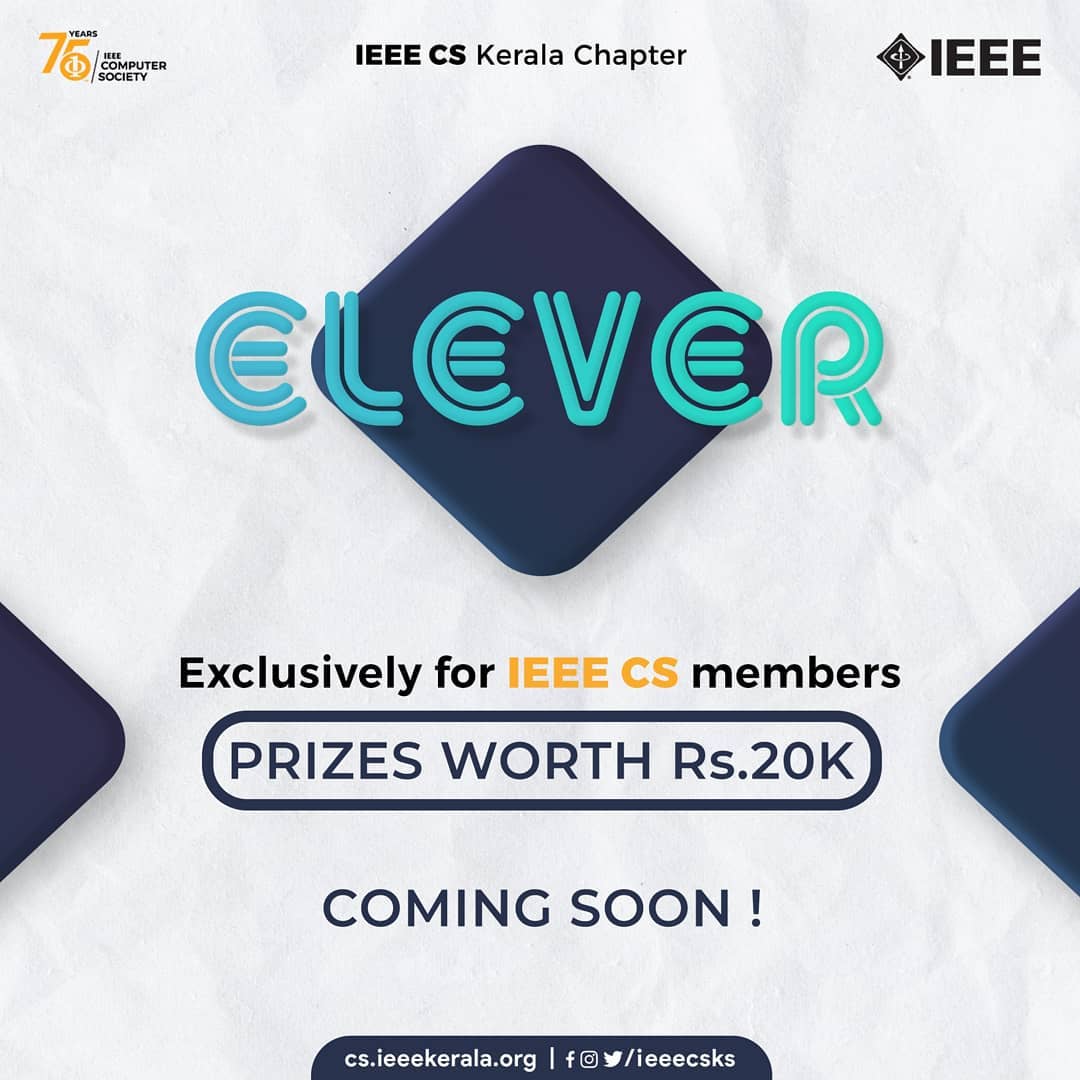 75 YEARS
IEEE
COMPUTER
SOCIETY
IEEE CS Kerala Chapter
IEEE
ELEVER
Exclusively for IEEE CS members
PRIZES WORTH Rs.20K
COMING SOON !
cs.ieeekerala.org | /ieeecsks